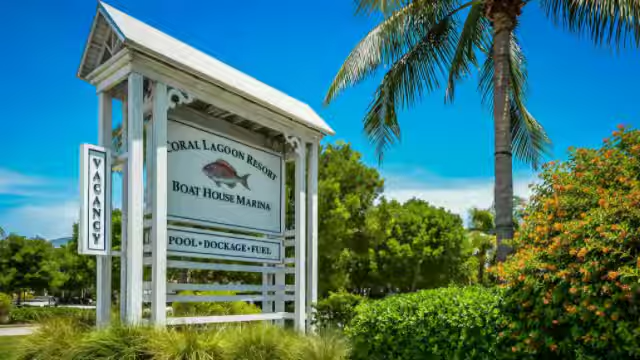 VACANCY
CORAL LAGOON RESORT
BOAT HOUSE MARINA
POOL • DOCKAGE • FUEL